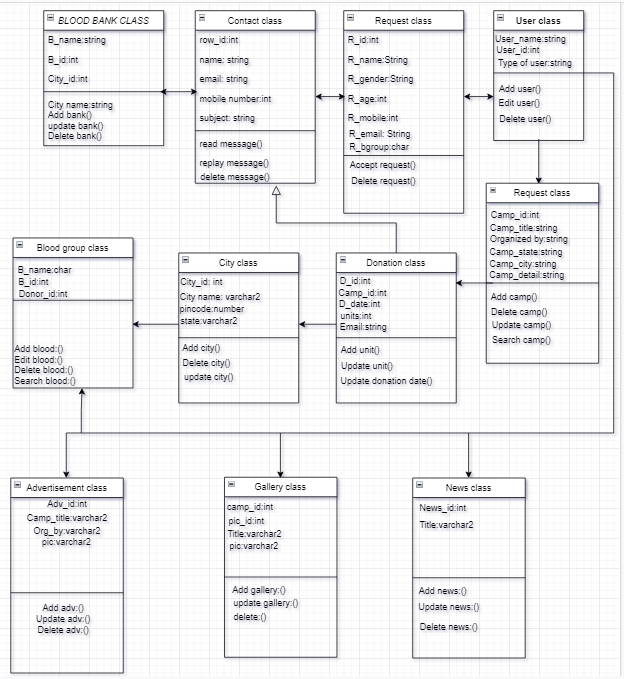 BLOOD BANK CLASS
B_name:string
B_id:int
City_id:int
City name:string
Add bank()
update bank()
Delete bank()
Contact class
row_id:int
name: string
email: string
mobile number:int
subject: string
read message()
replay message()
delete message()
Request class
R_id:int
R_name:String
R_gender:String
R_age:int
R_mobile:int
R_email: String
R_bgroup:char
Accept request()
Delete request()
User class
User_name:string
User_id:int
Type of user:string
Add user()
Edit user()
Delete user()
Request class
Camp_id:int
Camp_title:string
Organized by:string
Camp_state:string
Camp_city:string
Camp_detail:string
Add camp()
Delete camp()
Update camp()
Search camp()
Blood group class
B_name:char
B_id:int
Donor_id:int
Add blood:()
Edit blood:()
Delete blood:()
Search blood:()
City class
City_id: int
City name: varchar2
pincode:number
state:varchar2
Add city()
Delete city()
update city()
Donation class
D_id:int
Camp_id:int
D_date:int
units:int
Email:string
Add unit()
Update unit()
Update donation date()
Advertisement class
Adv_id:int
Camp_title:varchar2
Org_by:varchar2
pic:varchar2
Add adv:()
Update adv:()
Delete adv:()
Gallery class
camp_id:int
pic_id:int
Title:varchar2
pic:varchar2
Add gallery:()
update gallery:()
delete:()
News class
News_id:int
Title:varchar2
Add news:()
Update news:()
Delete news:()